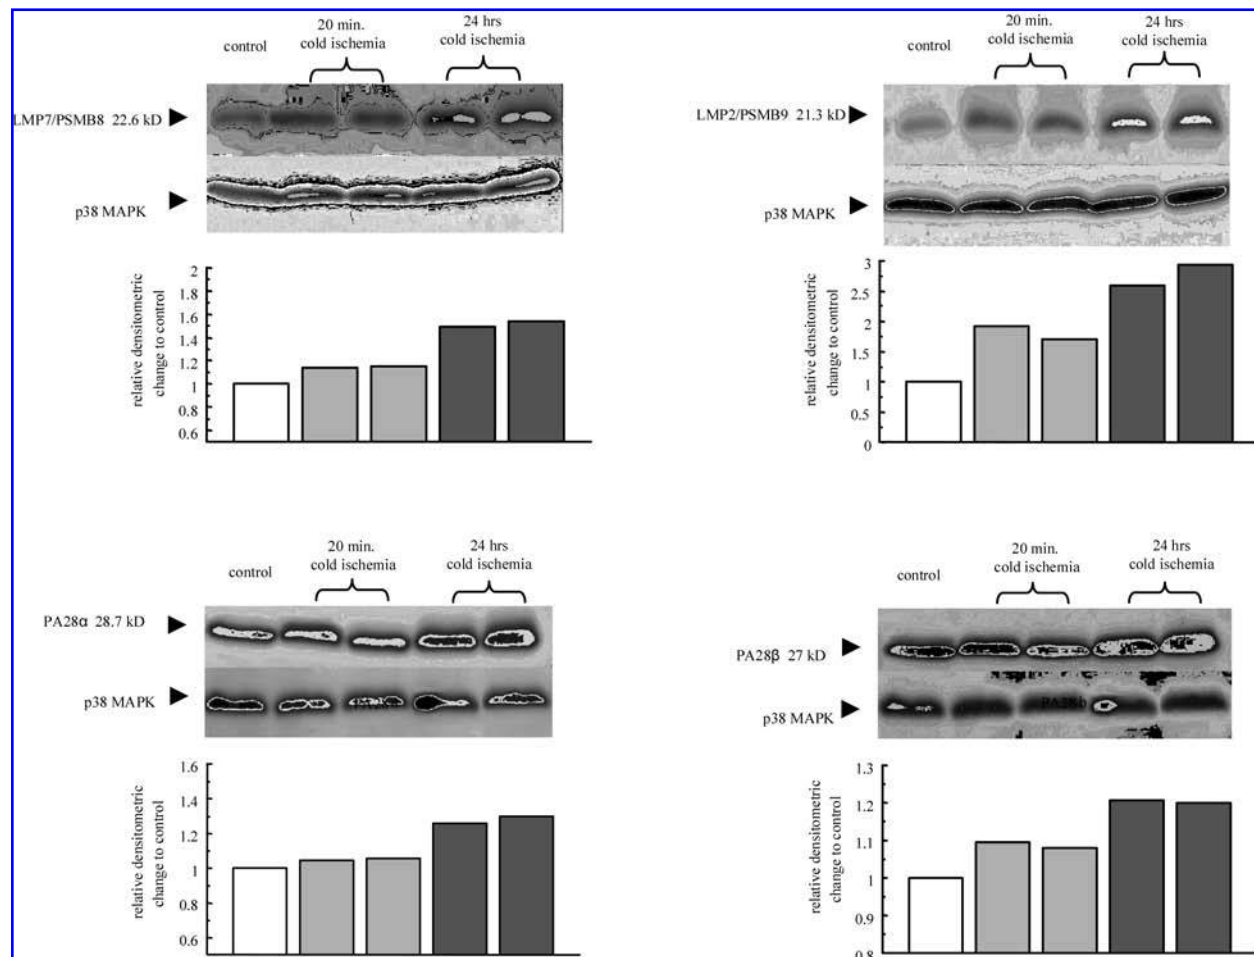 control
20 min.
cold ischemia
24 hrs
cold ischemia
LMP7/PSMB8 22.6 kD
p38 MAPK
relative densitometric
change to control
2
1.8
1.6
1.4
1.2
1
0.8
0.6
control
20 min.
cold ischemia
24 hrs
cold ischemia
LMP2/PSMB9 21.3 kD
p38 MAPK
relative densitometric
change to control
3
2.5
2
1.5
1
0.5
0
control
20 min.
cold ischemia
24 hrs
cold ischemia
PA28α 28.7 kD
p38 MAPK
relative densitometric
change to control
1.6
1.4
1.2
1
0.8
0.6
control
20 min.
cold ischemia
24 hrs
cold ischemia
PA28β 27 kD
p38 MAPK
relative densitometric
change to control
1.3
1.2
1.1
1
0.9
0.8